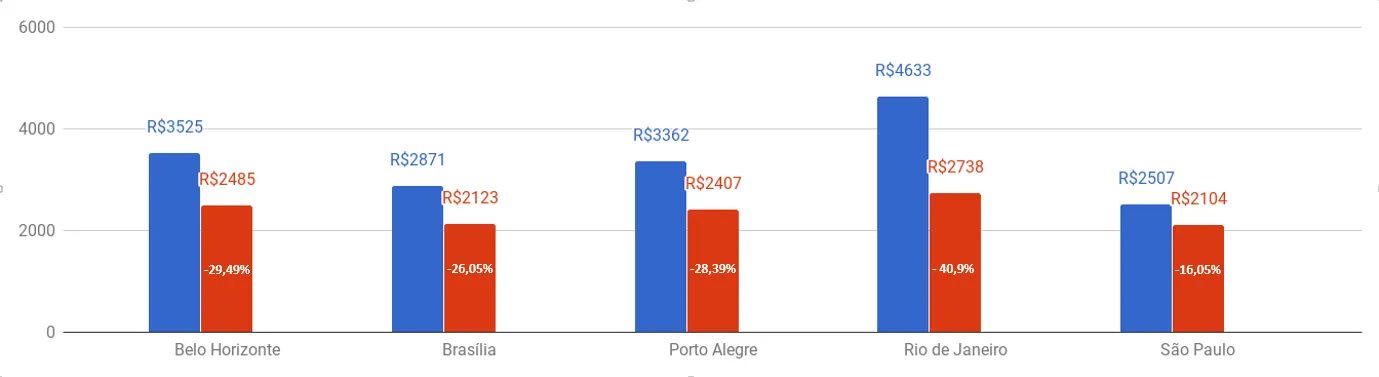 6000
R$4633
4000
R$3525
R$3362
R$2871
R$2738
R$2485
R$2407
R$2507
R$2123
R$2104
2000
-29,49%
-26,05%
-28,39%
- 40,9%
-16,05%
0
Belo Horizonte
Brasília
Porto Alegre
Rio de Janeiro
São Paulo